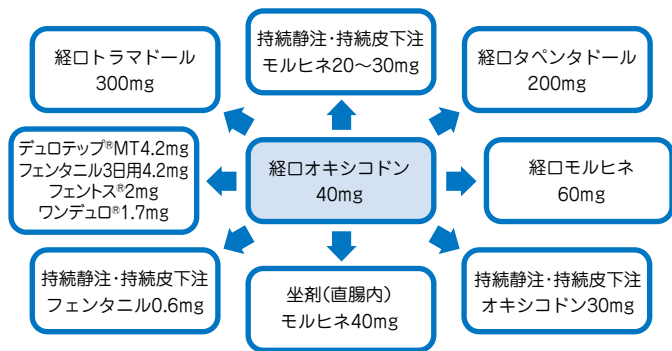 経口トラマドール
300mg
持続静注・持続皮下注
モルヒネ20～30mg
経口タペンタドール
200mg
デュロテップ®MT4.2mg
フェンタニル3日用4.2mg
フェントス®2mg
ワンデュロ®1.7mg
経口オキシコドン
40mg
経口モルヒネ
60mg
持続静注・持続皮下注
フェンタニル0.6mg
坐剤(直腸内)
モルヒネ40mg
持続静注・持続皮下注
オキシコドン30mg